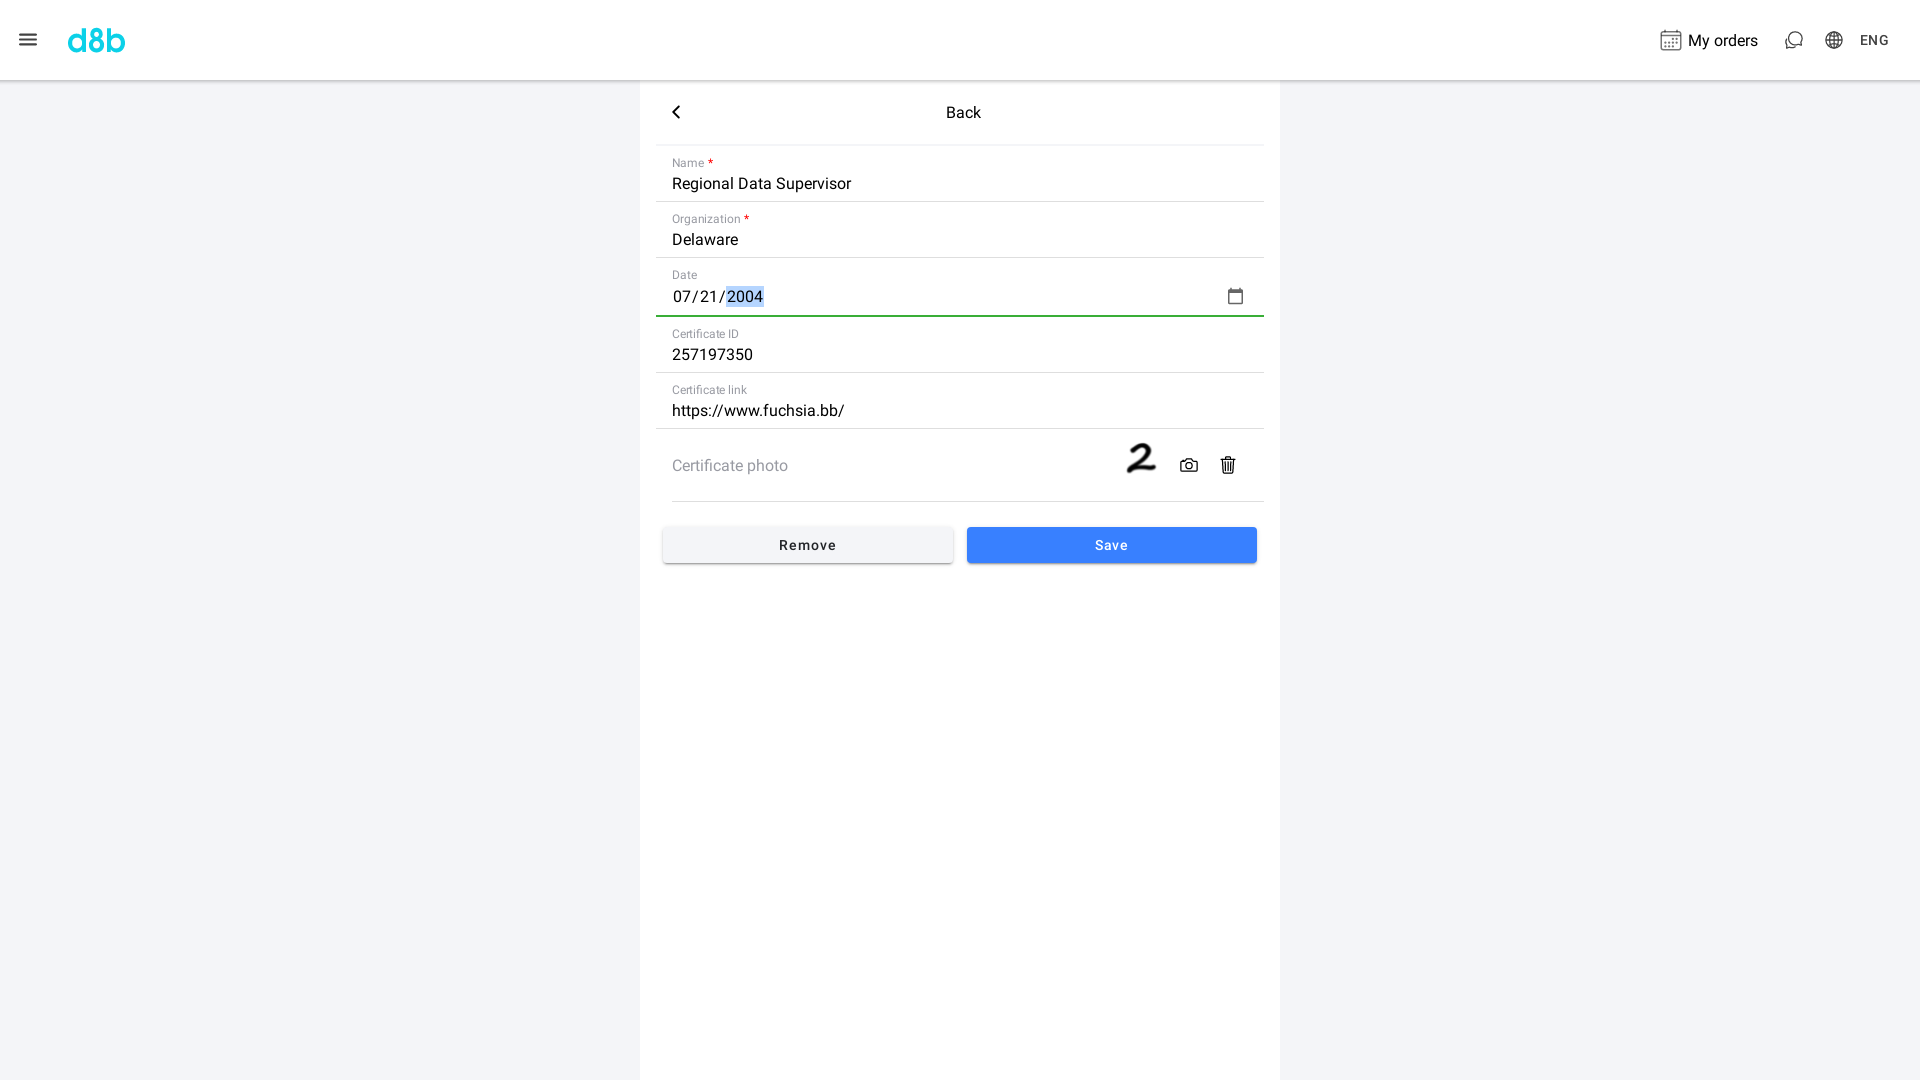 d8b
My orders
ENG
Back
Name *
Regional Data Supervisor
Organization *
Delaware
Date
07/21/2004
Certificate ID
257197350
Certificate link
https://www.fuchsia.bb/
Certificate photo
2
Remove
Save